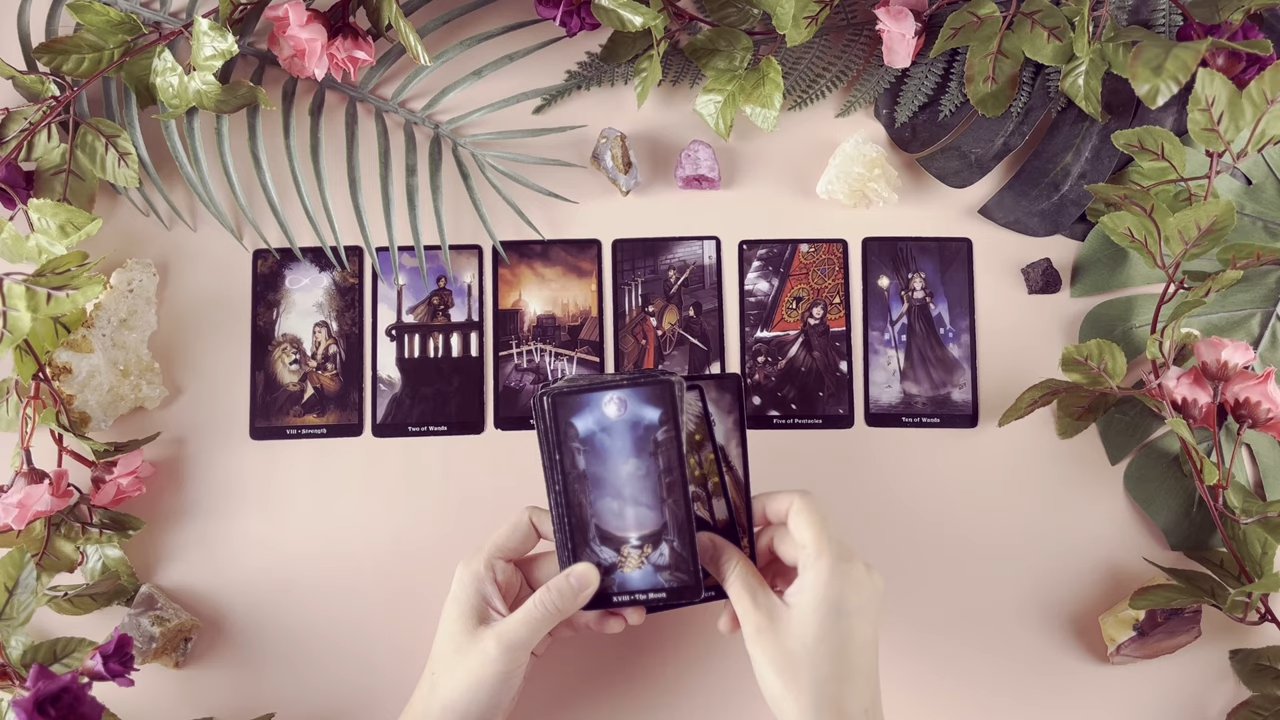 VIII • Strength
Two of Wands
Five of Pentacles
Ten of Wands
XVIII • The Moon